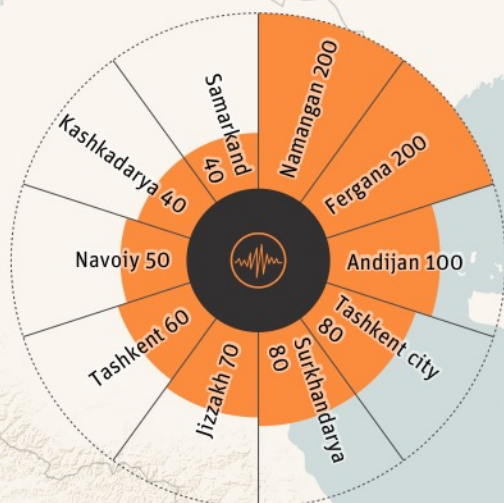 Namangan 200
Fergana 200
Andijan 100
Tashkent city
80
Surkhandarya
80
Jizzakh 70
Tashkent 60
Navoiy 50
Kashkadarya 40
Samarkand
40